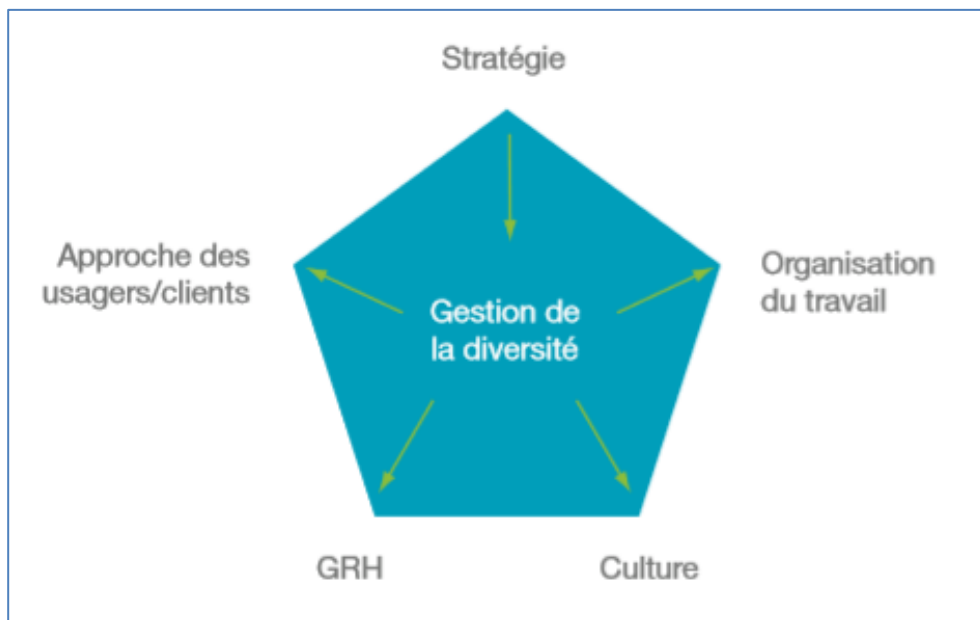 Stratégie
Approche des
usagers/clients
Organisation
du travail
Gestion de
la diversité
GRH
Culture